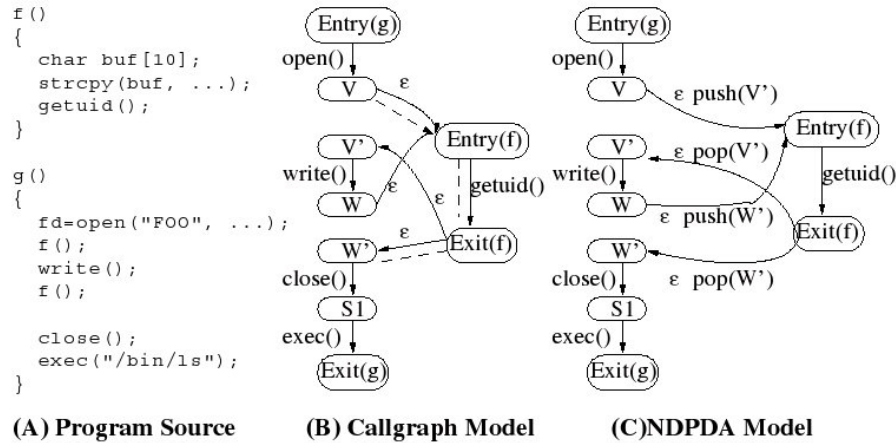 f()
{
char buf[10];
strcpy(buf, ...);
getuid();
}
g()
{
fd=open("FOO", ...);
f();
write();
f();
close();
exec("/bin/ls");
}
(A) Program Source
Entry(g)
open()
V
ε
Entry(f)
V'
write()
ε
ε
getuid()
W
ε
Exit(f)
W'
close()
S1
exec()
Exit(g)
(B) Callgraph Model
Entry(g)
open()
V
ε push(V')
Entry(f)
V'
ε pop(V')
write()
getuid()
W
ε push(W')
Exit(f)
W'
close()
ε pop(W')
S1
exec()
Exit(g)
(C)NDPDA Model